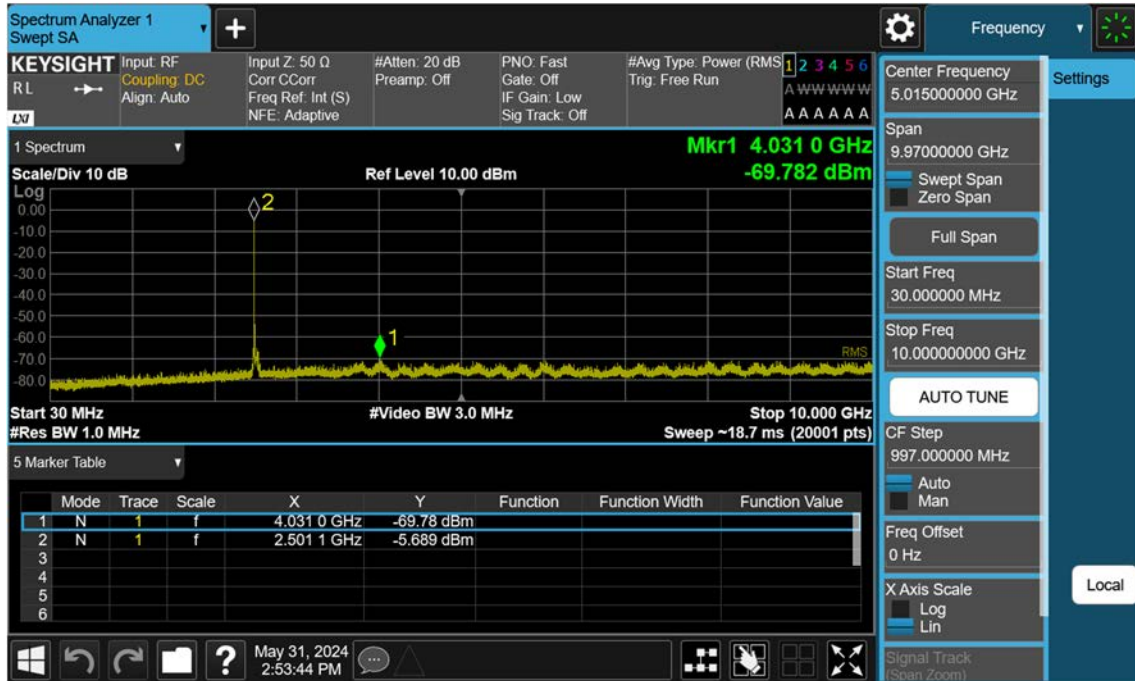 Spectrum Analyzer 1
Swept SA
Frequency
KEYSIGHT
R L
LXI
Input: RF
Coupling: DC
Align: Auto
Input Z: 50 Ω
Corr CCorr
Freq Ref: Int (S)
NFE: Adaptive
#Atten: 20 dB
Preamp: Off
PNO: Fast
Gate: Off
IF Gain: Low
Sig Track: Off
#Avg Type: Power (RMS
Trig: Free Run
1 2 3 4 5 6
A W W W W W
A A A A A A
1 Spectrum
Mkr1 4.031 0 GHz
-69.782 dBm
Scale/Div 10 dB
Ref Level 10.00 dBm
Log
0.00
-10.0
-20.0
-30.0
-40.0
-50.0
-60.0
-70.0
-80.0
2
1
RMS
Start 30 MHz
#Video BW 3.0 MHz
Stop 10.000 GHz
#Res BW 1.0 MHz
Sweep ~18.7 ms (20001 pts)
5 Marker Table
Mode Trace Scale X Y Function Function Width Function Value
1 N 1 f 4.031 0 GHz -69.78 dBm
2 N 1 f 2.501 1 GHz -5.689 dBm
3
4
5
6
Center Frequency
5.015000000 GHz
Span
9.97000000 GHz
Swept Span
Zero Span
Full Span
Start Freq
30.000000 MHz
Stop Freq
10.000000000 GHz
AUTO TUNE
CF Step
997.000000 MHz
Auto
Man
Freq Offset
0 Hz
X Axis Scale
Log
Lin
Signal Track
(Span Zoom)
Settings
Local
?
May 31, 2024
2:53:44 PM